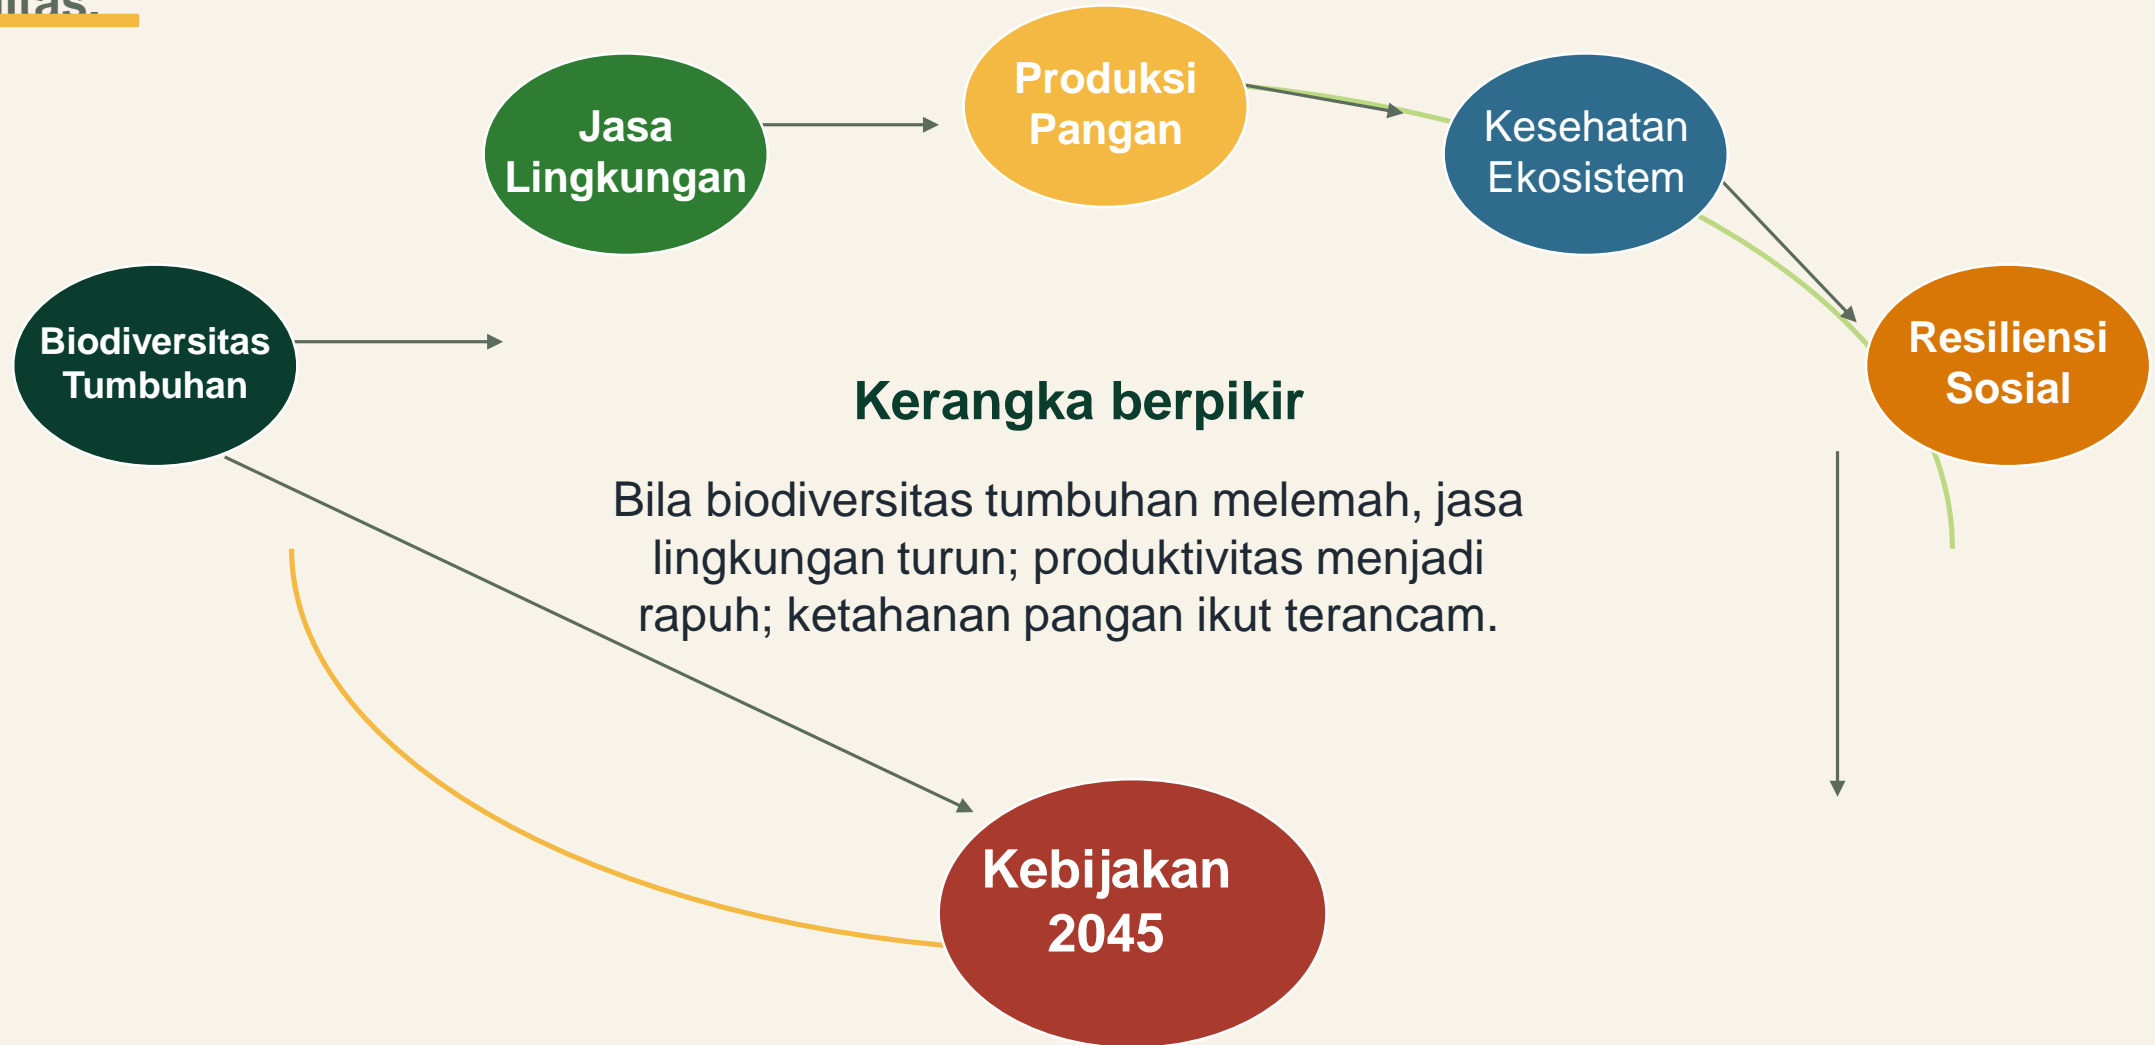 Produksi
Pangan
Jasa
Lingkungan
Kesehatan
Ekosistem
Biodiversitas
Tumbuhan
Resiliensi
Sosial
Kerangka berpikir
Bila biodiversitas tumbuhan melemah, jasa
lingkungan turun; produktivitas menjadi
rapuh; ketahanan pangan ikut terancam.
Kebijakan
2045